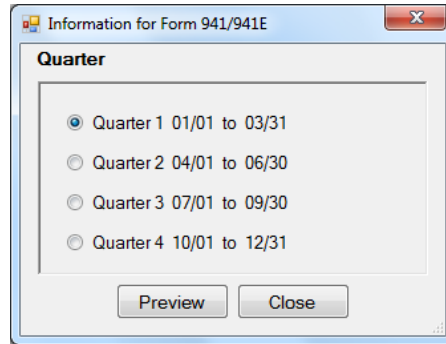 Information for Form 941/941E
Quarter
Quarter 1 01/01 to 03/31
Quarter 2 04/01 to 06/30
Quarter 3 07/01 to 09/30
Quarter 4 10/01 to 12/31
Preview Close